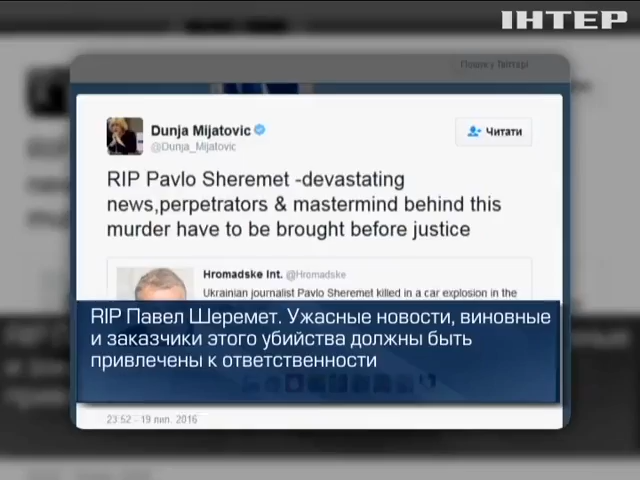 ІНТЕР
Пошук у Твіттері
Dunja Mijatovic
@Dunja_Mijatovic
Читати
RIP Pavlo Sheremet -devastating
news,perpetrators & mastermind behind this
murder have to be brought before justice
Hromadske Int. @Hromadske
Ukrainian journalist Pavlo Sheremet killed in a car explosion in the
RIP Павел Шеремет. Ужасные новости, виновные
и заказчики этого убийства должны быть
привлечены к ответственности
23:52 - 19 лип. 2016